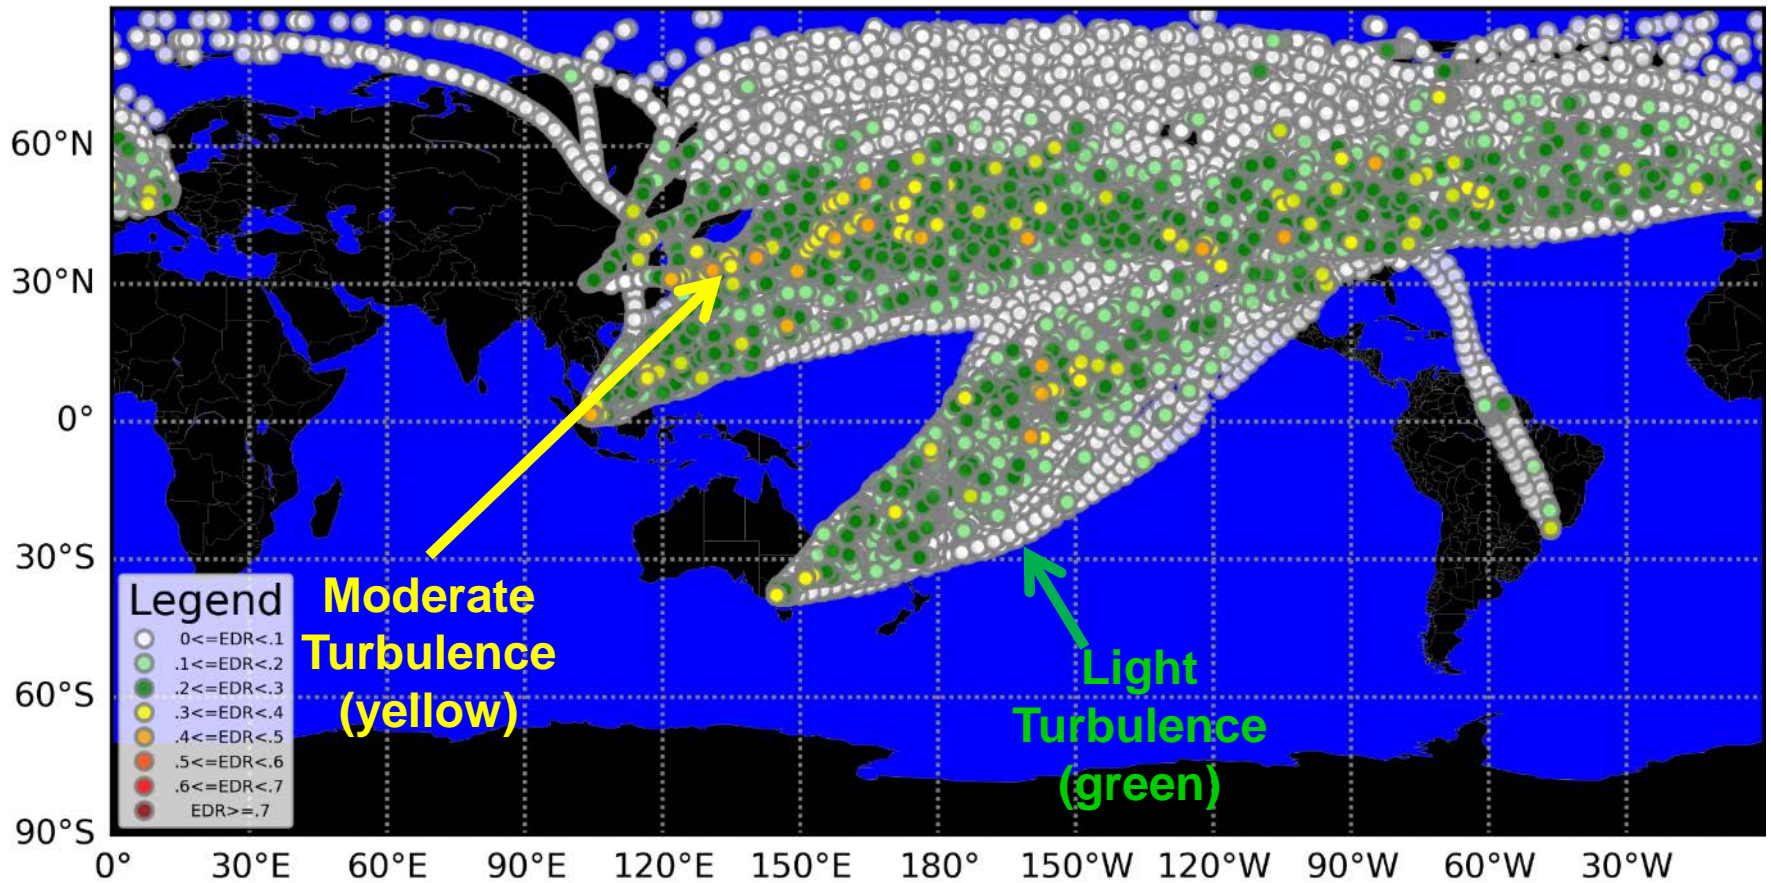 60°N
30°N
0°
30°S
60°S
90°S
Legend
0<=EDR<.1
.1<=EDR<.2
.2<=EDR<.3
.3<=EDR<.4
.4<=EDR<.5
.5<=EDR<.6
.6<=EDR<.7
EDR>=.7
Moderate
Turbulence
(yellow)
Light
Turbulence
(green)
0° 30°E 60°E 90°E 120°E 150°E 180° 150°W 120°W 90°W 60°W 30°W